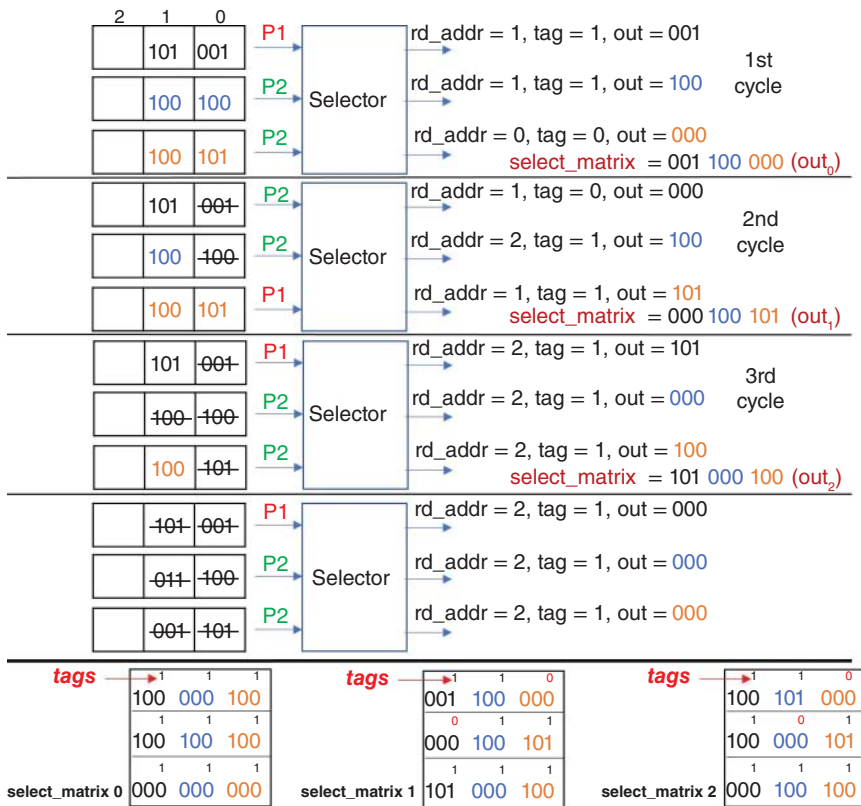 2 1 0
101 001 P1 rd_addr = 1, tag = 1, out = 001
1st
cycle
100 100 P2 Selector rd_addr = 1, tag = 1, out = 100
100 101 P2 rd_addr = 0, tag = 0, out = 000
select_matrix = 001 100 000 (out0)
101 001 P2 rd_addr = 1, tag = 0, out = 000
2nd
cycle
100 100 P2 Selector rd_addr = 2, tag = 1, out = 100
100 101 P1 rd_addr = 1, tag = 1, out = 101
select_matrix = 000 100 101 (out1)
101 001 P1 rd_addr = 2, tag = 1, out = 101
3rd
cycle
100 100 P2 Selector rd_addr = 2, tag = 1, out = 000
100 101 P2 rd_addr = 2, tag = 1, out = 100
select_matrix = 101 000 100 (out2)
101 001 P1 rd_addr = 2, tag = 1, out = 000
011 100 P2 Selector rd_addr = 2, tag = 1, out = 000
001 101 P2 rd_addr = 2, tag = 1, out = 000
tags 1 1 1
100 000 100
1 1 1
100 100 100
1 1 1
select_matrix 0 000 000 000
tags 1 1 0
001 100 000
0 1 1
000 100 101
1 1 1
select_matrix 1 101 000 100
tags 1 1 0
100 101 000
1 0 1
100 000 101
1 1 1
select_matrix 2 000 100 100